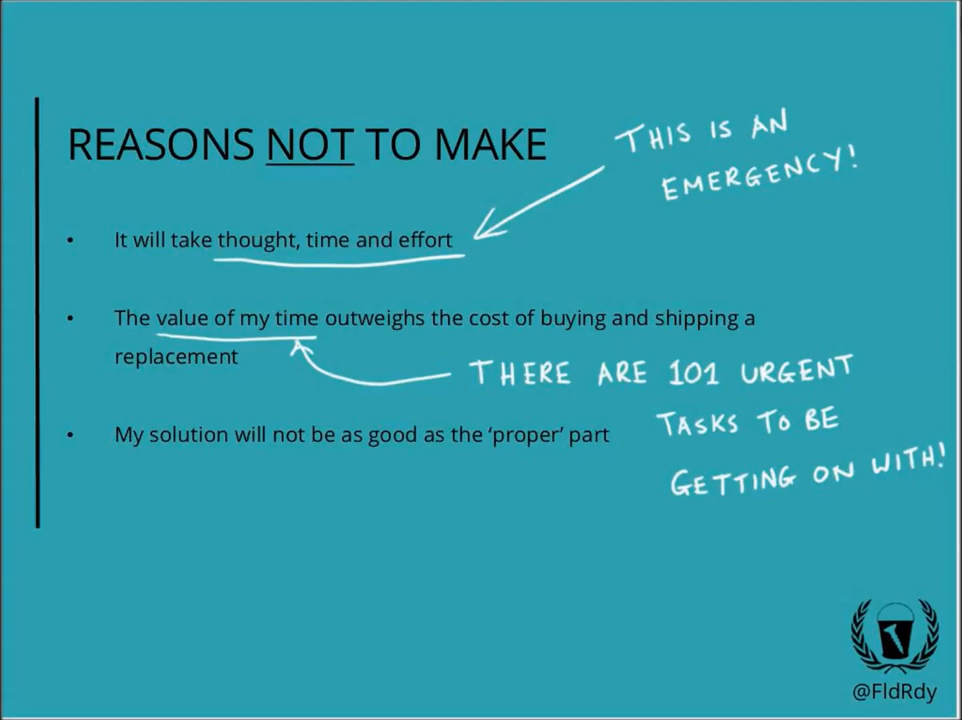 REASONS NOT TO MAKE
THIS IS AN
EMERGENCY!
• It will take thought, time and effort
• The value of my time outweighs the cost of buying and shipping a
replacement
THERE ARE 101 URGENT
TASKS TO BE
GETTING ON WITH!
• My solution will not be as good as the ‘proper’ part
@FldRdy